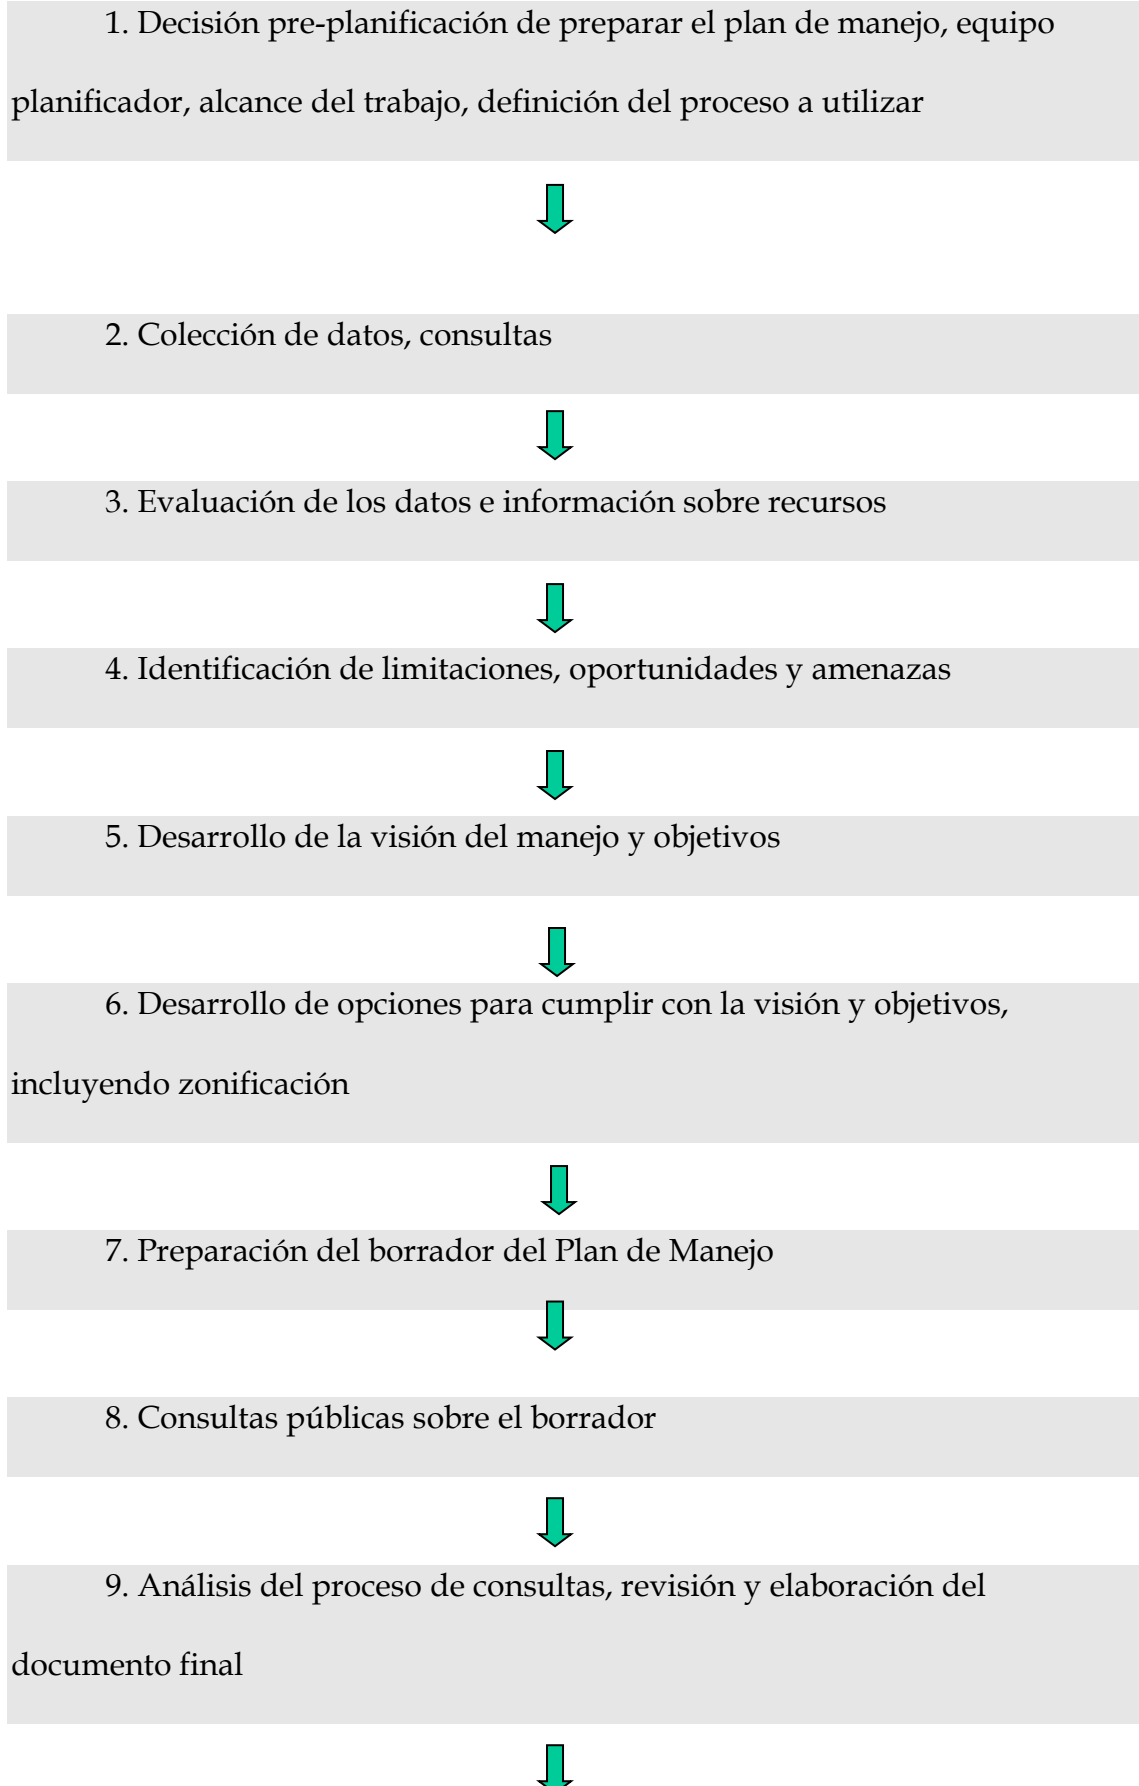 1. Decisión pre-planificación de preparar el plan de manejo, equipo
planificador, alcance del trabajo, definición del proceso a utilizar
2. Colección de datos, consultas
3. Evaluación de los datos e información sobre recursos
4. Identificación de limitaciones, oportunidades y amenazas
5. Desarrollo de la visión del manejo y objetivos
6. Desarrollo de opciones para cumplir con la visión y objetivos,
incluyendo zonificación
7. Preparación del borrador del Plan de Manejo
8. Consultas públicas sobre el borrador
9. Análisis del proceso de consultas, revisión y elaboración del
documento final